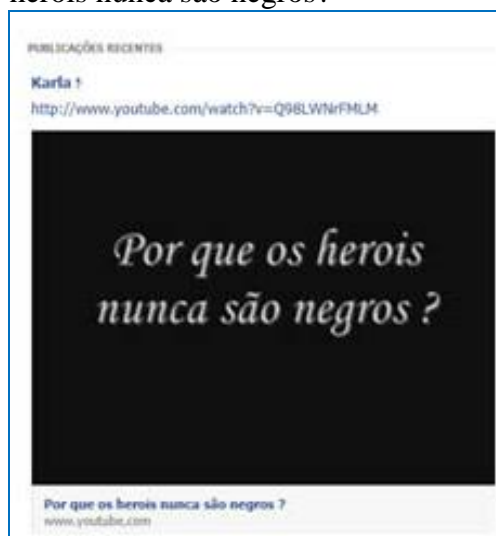 herois nunca são negros?
PUBLICAÇÕES RECENTES
Karla !
http://www.youtube.com/watch?v=Q98LWNrFMLM
Por que os herois
nunca são negros ?
Por que os herois nunca são negros ?
www.youtube.com